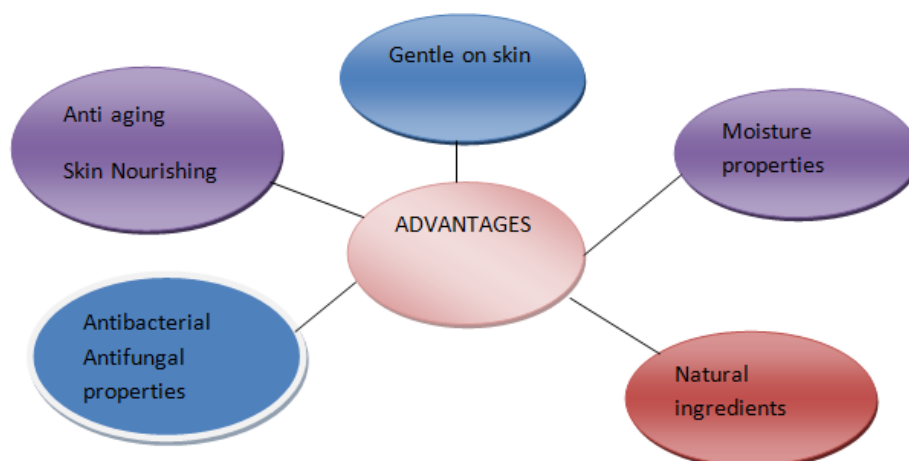 Gentle on skin
Anti aging
Skin Nourishing
Moisture
properties
ADVANTAGES
Antibacterial
Antifungal
properties
Natural
ingredients